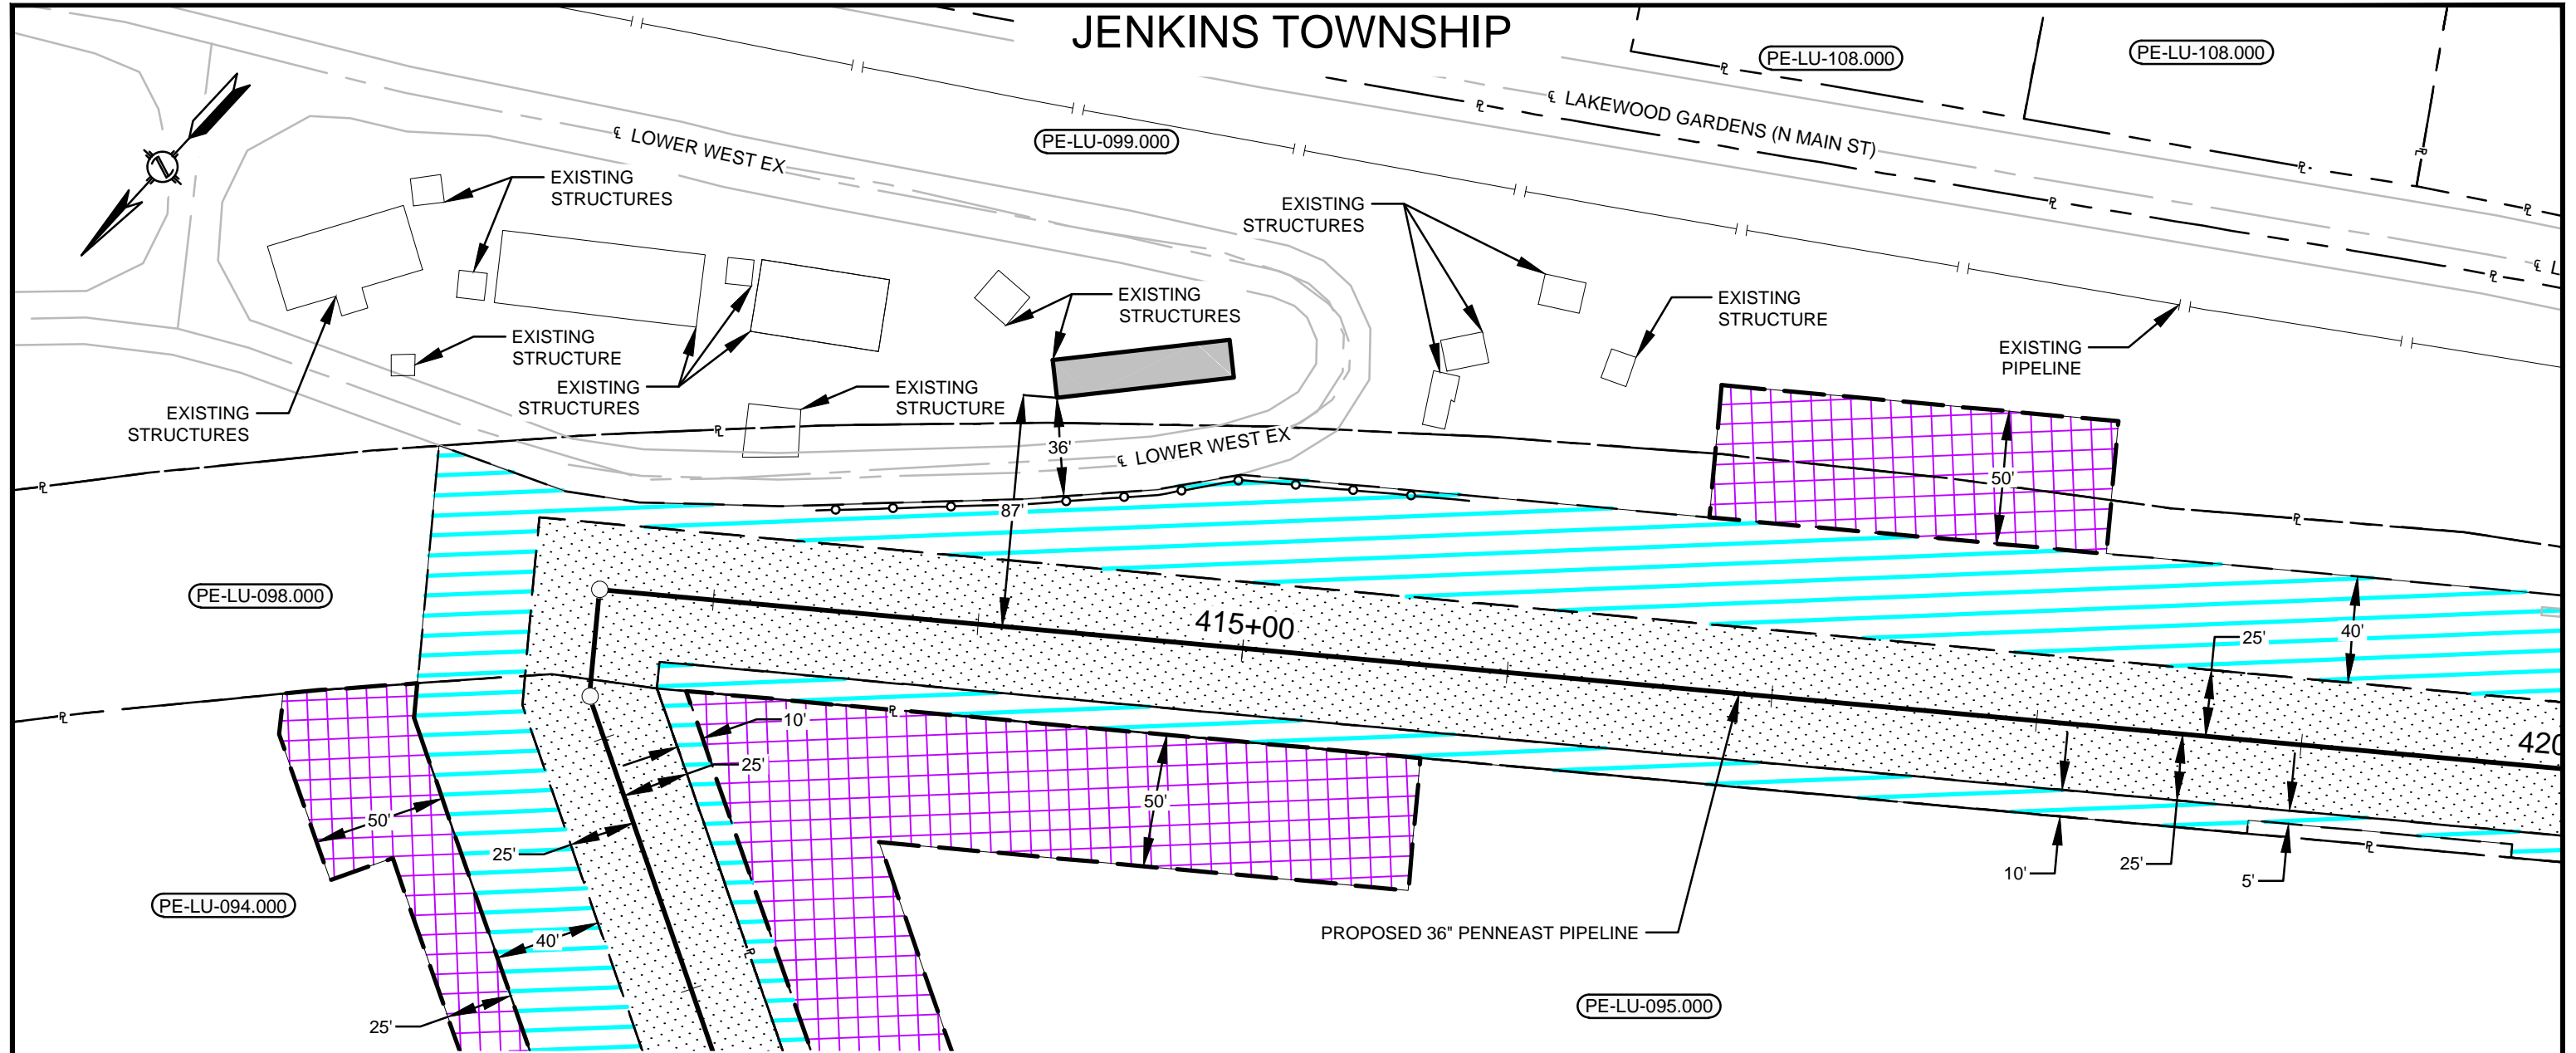 JENKINS TOWNSHIP
PE-LU-108.000
PE-LU-108.000
℄ LAKEWOOD GARDENS (N MAIN ST)
PE-LU-099.000
℄ LOWER WEST EX
EXISTING
STRUCTURES
EXISTING
STRUCTURES
EXISTING
STRUCTURES
EXISTING
STRUCTURE
EXISTING
STRUCTURE
EXISTING
PIPELINE
EXISTING
STRUCTURES
EXISTING
STRUCTURE
EXISTING
STRUCTURES
℄ L
36'
℄ LOWER WEST EX
50'
87'
PE-LU-098.000
415+00
25'
40'
10'
25'
420
50'
50'
25'
10'
25'
5'
PE-LU-094.000
40'
PROPOSED 36" PENNEAST PIPELINE
25'
PE-LU-095.000
℄
℄